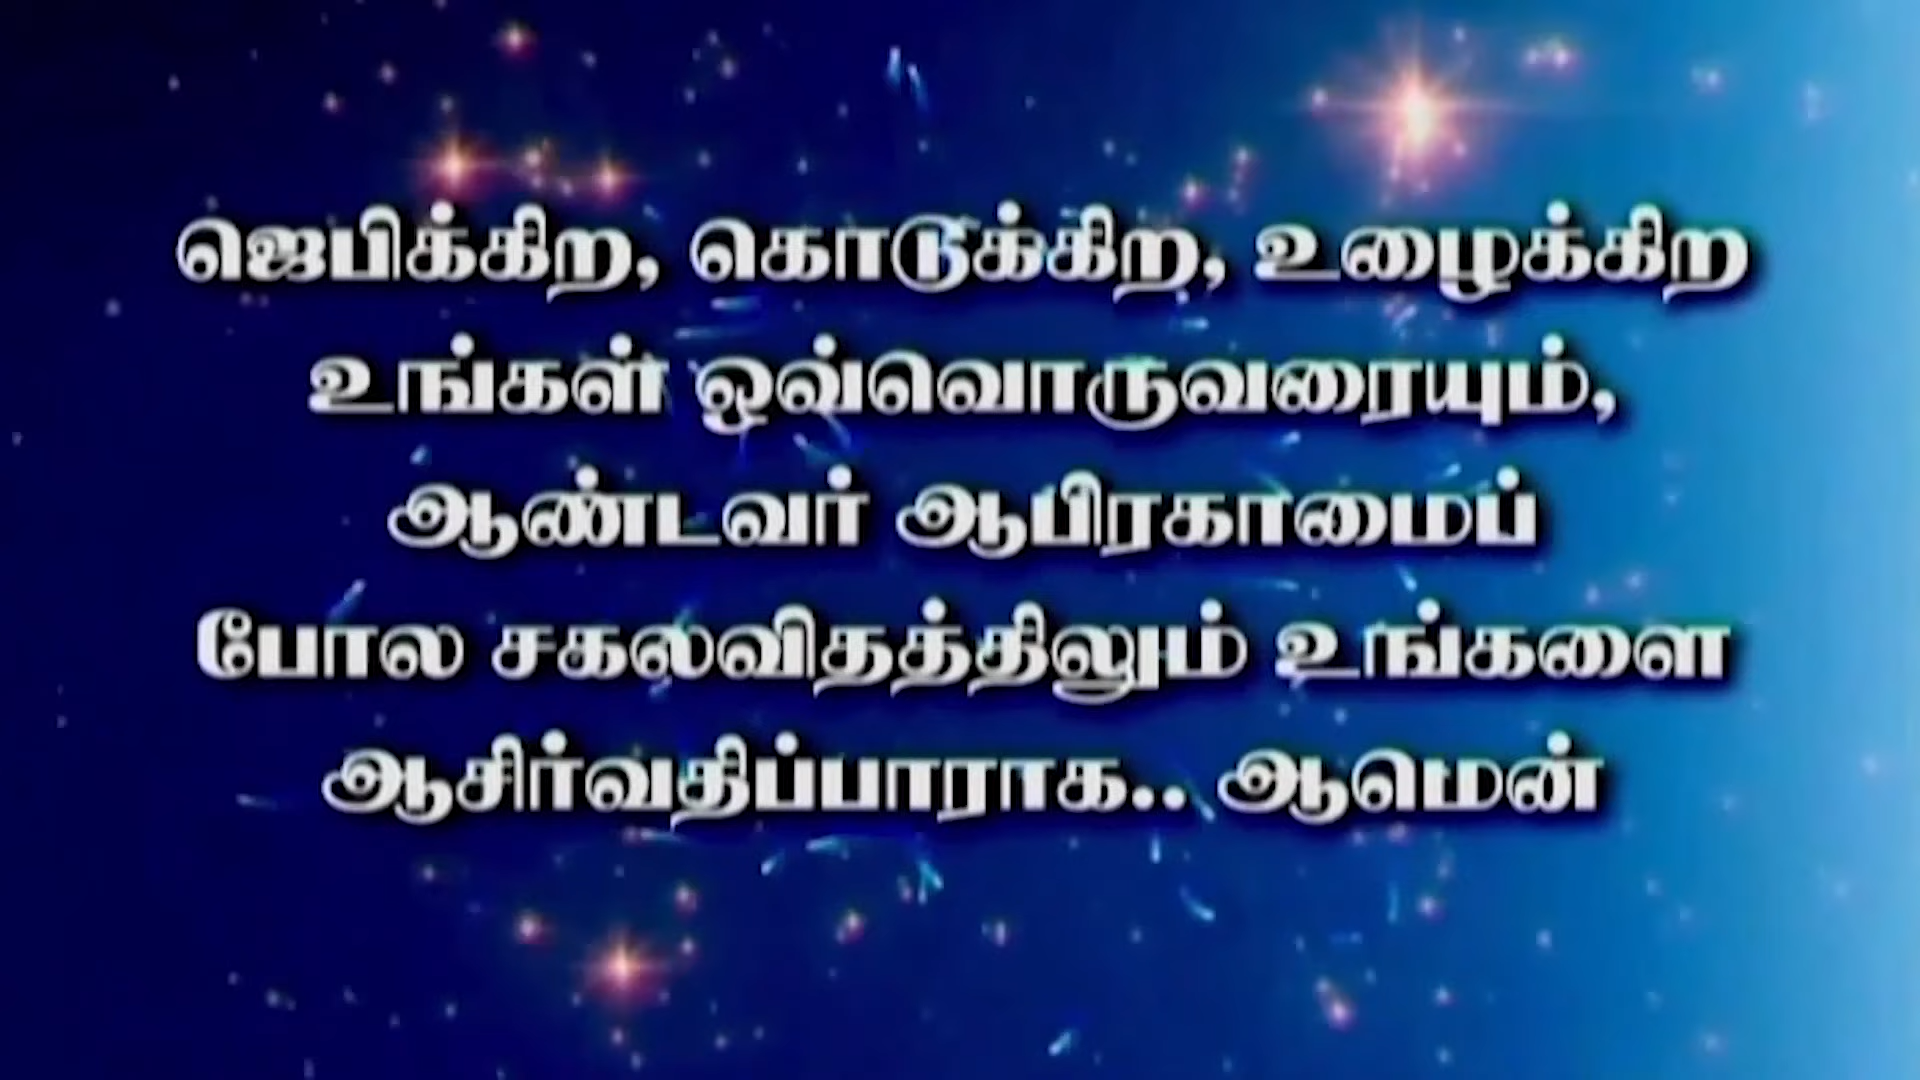 ஜெபிக்கிற, கொடுக்கிற, உழைக்கிற
உங்கள் ஒவ்வொருவரையும்,
ஆண்டவர் ஆபிரகாமைப்
போல சகலவிதத்திலும் உங்களை
ஆசிர்வதிப்பாராக.. ஆமென்